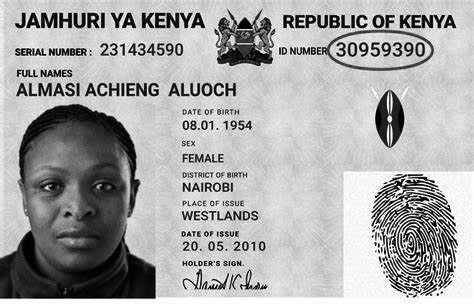 JAMHURI YA KENYA
REPUBLIC OF KENYA
SERIAL NUMBER : 231434590
ID NUMBER 30959390
FULL NAMES
ALMASI ACHIENG ALUOCH
DATE OF BIRTH
08.01. 1954
SEX
FEMALE
DISTRICT OF BIRTH
NAIROBI
PLACE OF ISSUE
WESTLANDS
DATE OF ISSUE
20. 05. 2010
HOLDER'S SIGN.